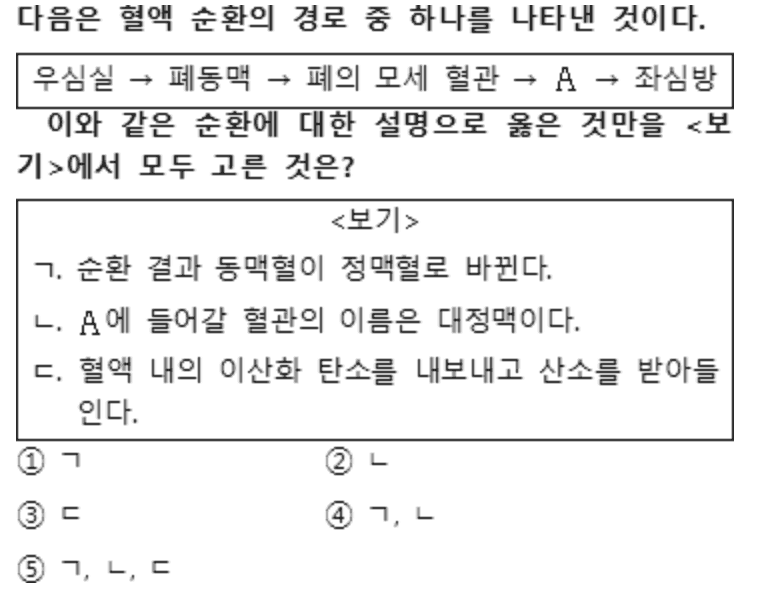 다음은 혈액 순환의 경로 중 하나를 나타낸 것이다.
우심실 → 폐동맥 → 폐의 모세 혈관 → A → 좌심방
이와 같은 순환에 대한 설명으로 옳은 것만을 <보
기>에서 모두 고른 것은?
<보기>
ㄱ. 순환 결과 동맥혈이 정맥혈로 바뀐다.
ㄴ. A에 들어갈 혈관의 이름은 대정맥이다.
ㄷ. 혈액 내의 이산화 탄소를 내보내고 산소를 받아들
인다.
① ㄱ ② ㄴ
③ ㄷ ④ ㄱ, ㄴ
⑤ ㄱ, ㄴ, ㄷ